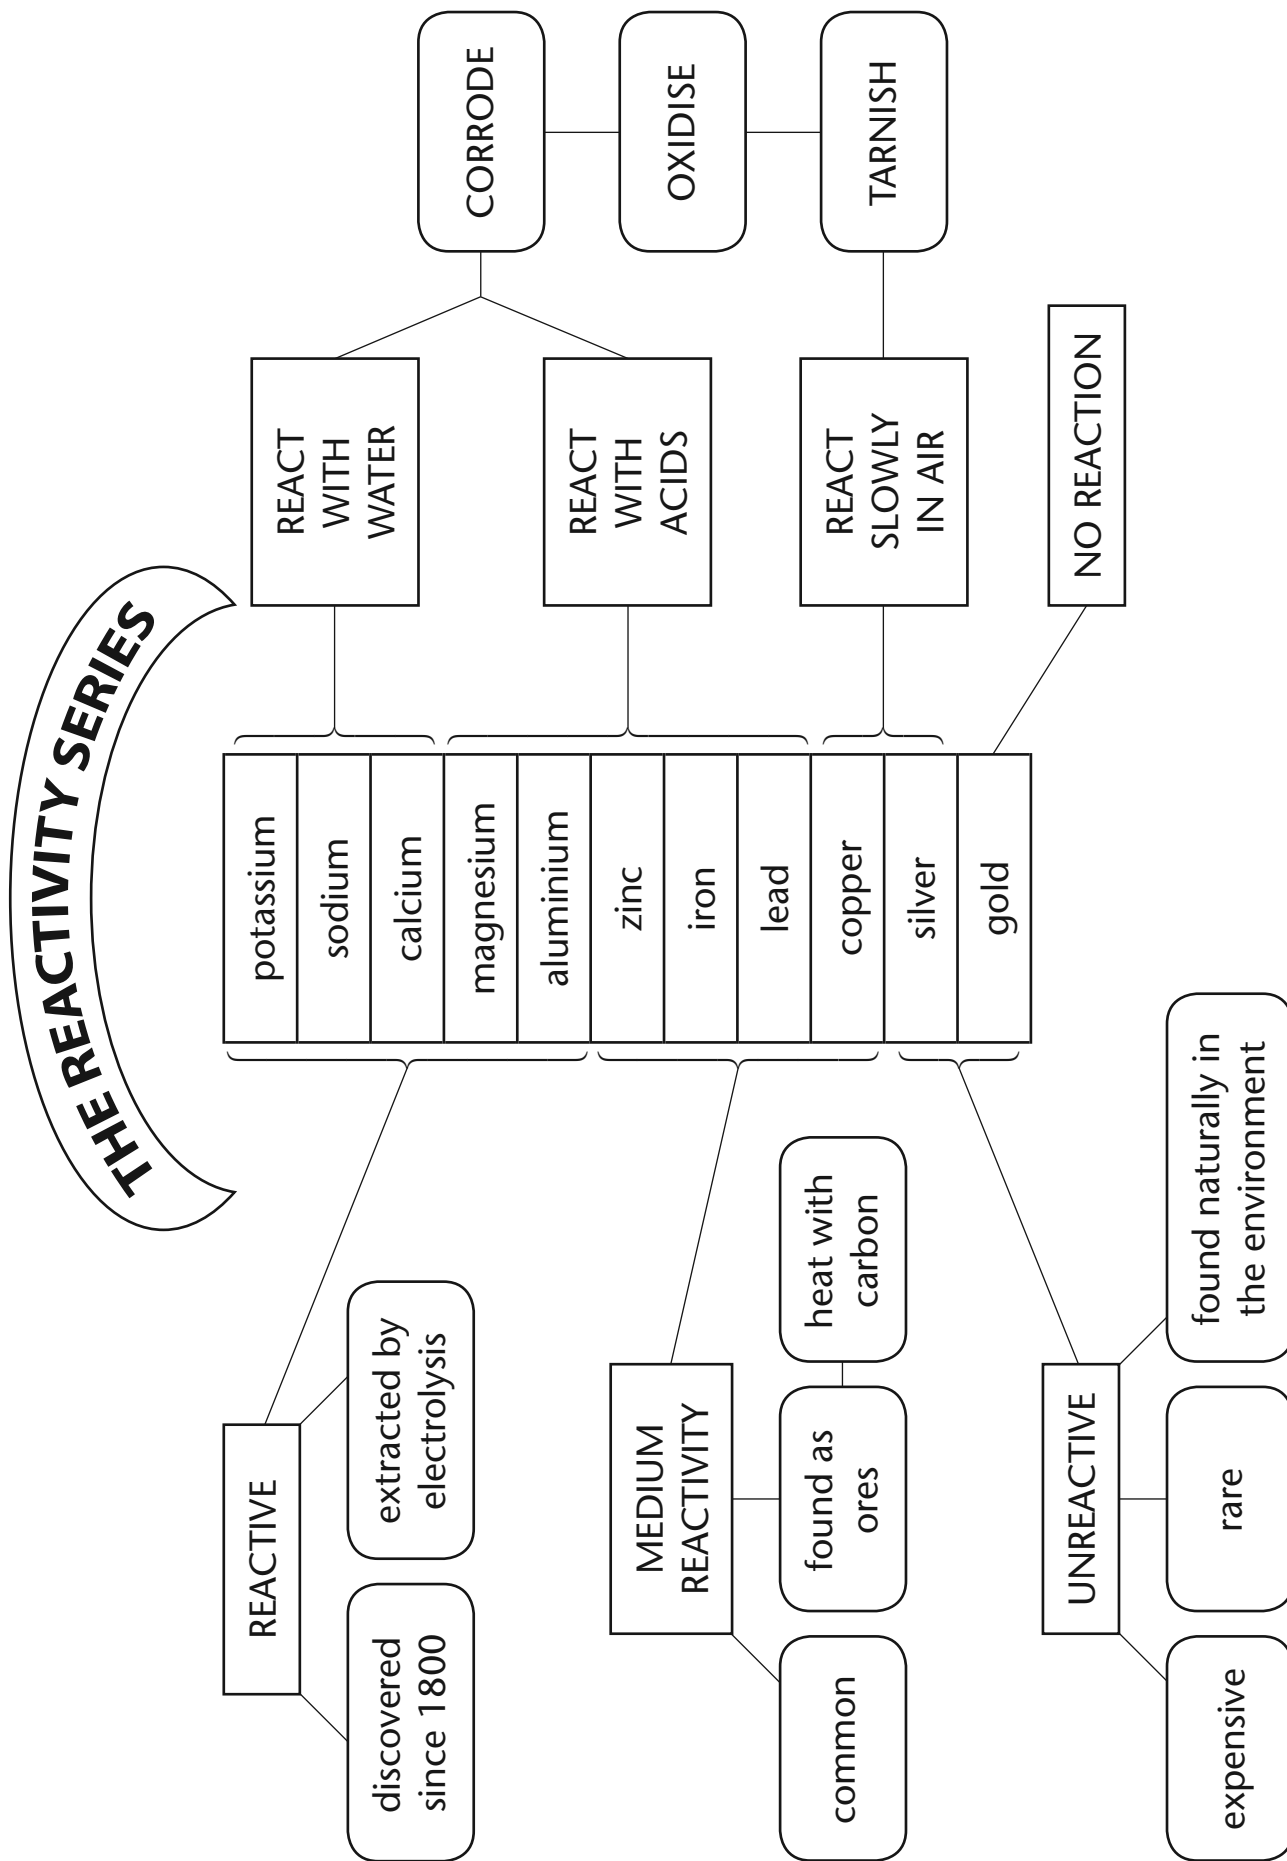 THE REACTIVITY SERIES
REACTIVE
discovered
since 1800
extracted by
electrolysis
MEDIUM
REACTIVITY
common
found as
ores
heat with
carbon
UNREACTIVE
expensive
rare
found naturally in
the environment
potassium
sodium
calcium
magnesium
aluminium
zinc
iron
lead
copper
silver
gold
REACT
WITH
WATER
REACT
WITH
ACIDS
REACT
SLOWLY
IN AIR
NO REACTION
CORRODE
OXIDISE
TARNISH